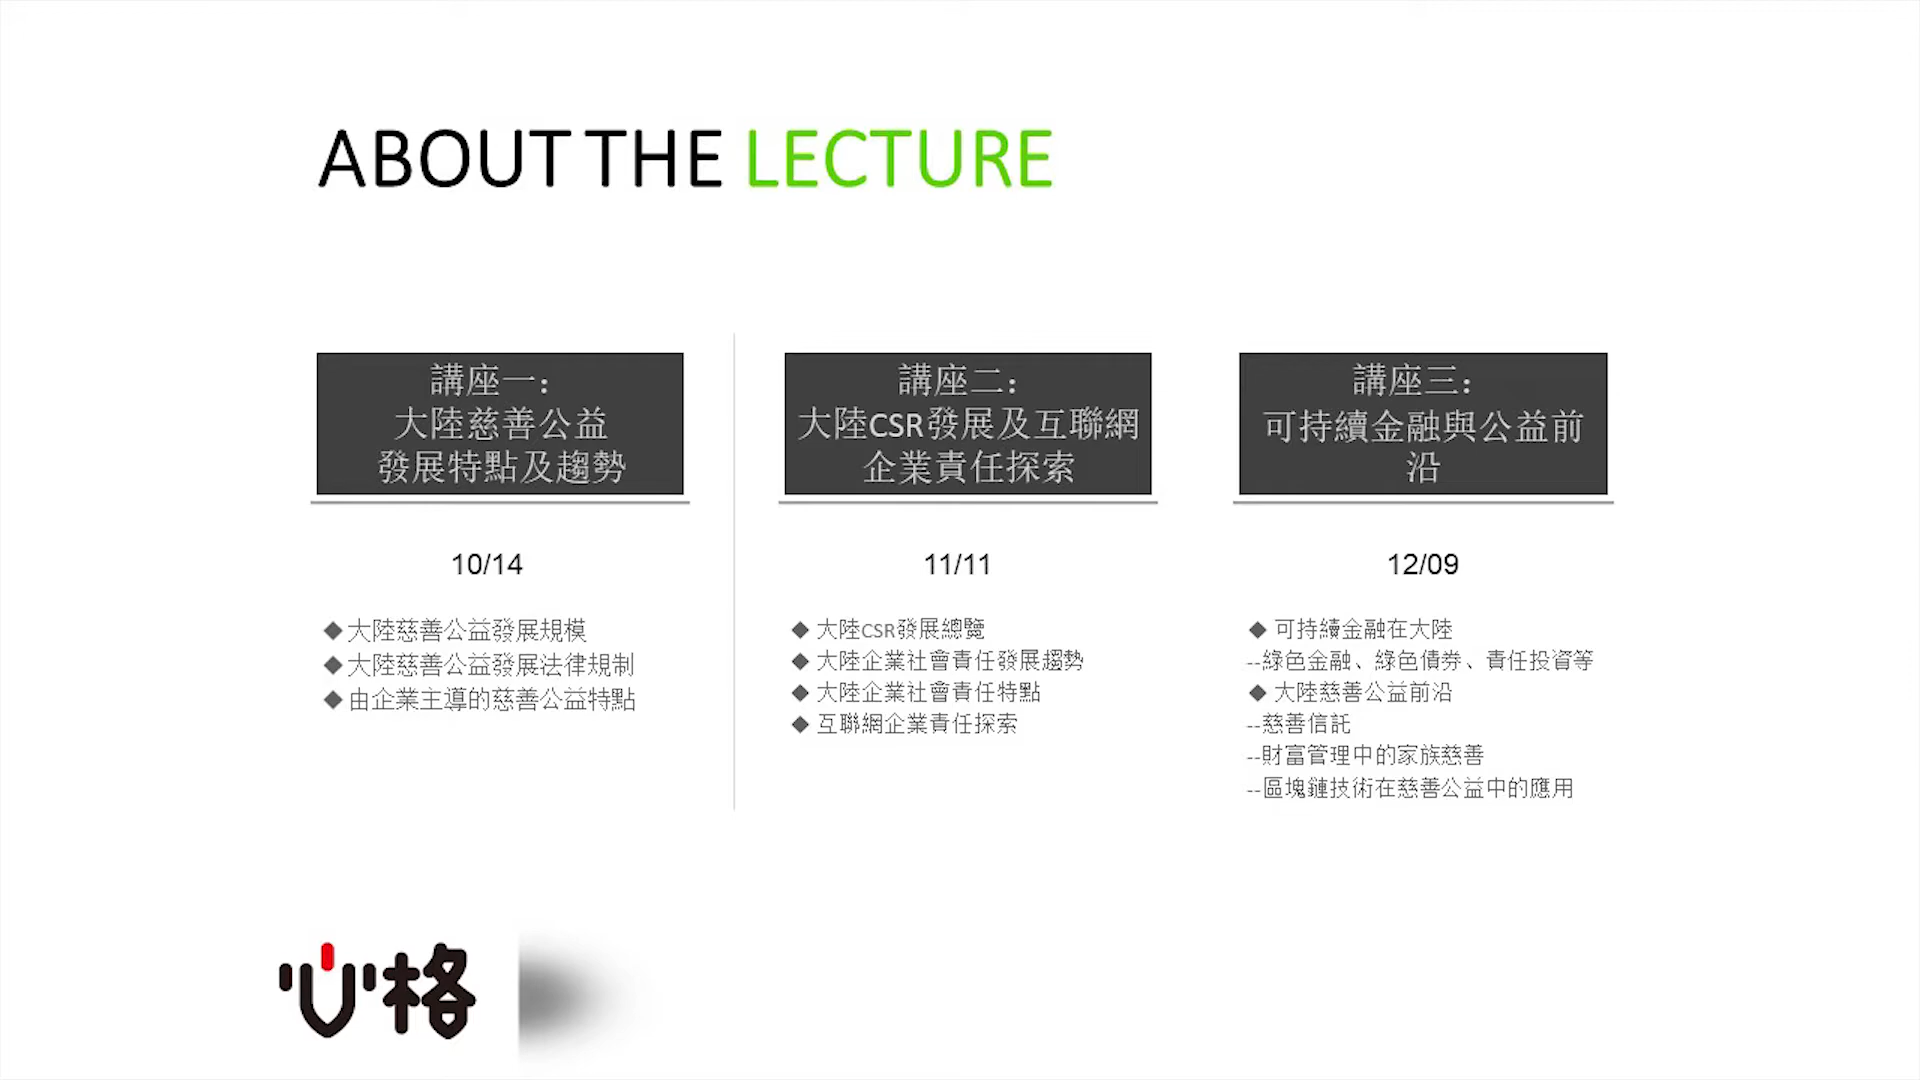 ABOUT THE LECTURE
講座一：
大陸慈善公益
發展特點及趨勢
10/14
◆大陸慈善公益發展規模
◆大陸慈善公益發展法律規制
◆由企業主導的慈善公益特點
講座二：
大陸CSR發展及互聯網
企業責任探索
11/11
◆ 大陸CSR發展總覽
◆ 大陸企業社會責任發展趨勢
◆ 大陸企業社會責任特點
◆ 互聯網企業責任探索
講座三：
可持續金融與公益前
沿
12/09
◆ 可持續金融在大陸
--綠色金融、綠色債券、責任投資等
◆ 大陸慈善公益前沿
--慈善信託
--財富管理中的家族慈善
--區塊鏈技術在慈善公益中的應用
心格